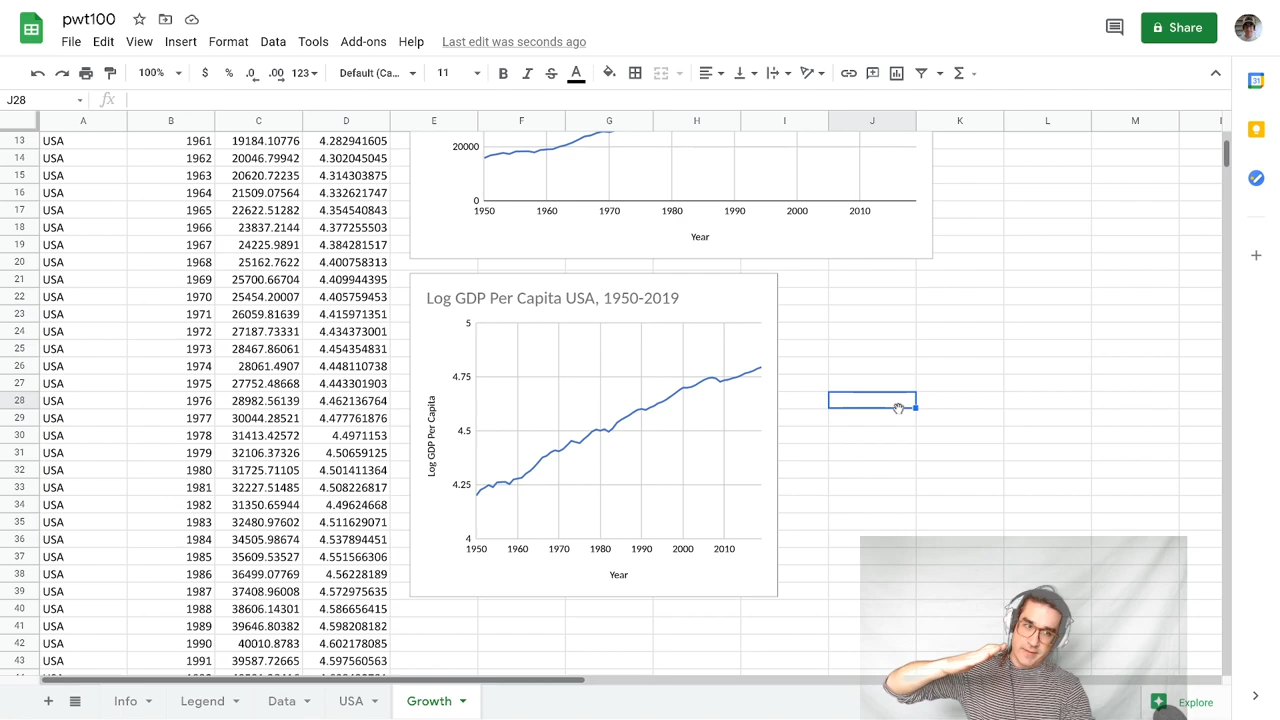 pwt100
File Edit View Insert Format Data Tools Add-ons Help Last edit was seconds ago
Share
100% $ % .0 .00 123 Default (Ca... 11 B I S A
J28 fx
A B C D E F G H I J K L M
13 USA 1961 19184.10776 4.282941605
14 USA 1962 20046.79942 4.302045045
15 USA 1963 20620.72235 4.314303875
16 USA 1964 21509.07564 4.332621747
17 USA 1965 22622.51282 4.354540843
18 USA 1966 23837.2144 4.377255503
19 USA 1967 24225.9891 4.384281517
20 USA 1968 25162.7622 4.400758313
21 USA 1969 25700.66704 4.409944395
22 USA 1970 25454.20007 4.405759453
23 USA 1971 26059.81639 4.415971351
24 USA 1972 27187.73331 4.434373001
25 USA 1973 28467.86061 4.454354831
26 USA 1974 28061.4907 4.448110738
27 USA 1975 27752.48668 4.443301903
28 USA 1976 28982.56139 4.462136764
29 USA 1977 30044.28521 4.477761876
30 USA 1978 31413.42572 4.4971153
31 USA 1979 32106.37326 4.50659125
32 USA 1980 31725.71105 4.501411364
33 USA 1981 32227.51485 4.508226817
34 USA 1982 31350.65944 4.49624668
35 USA 1983 32480.97602 4.511629071
36 USA 1984 34505.98674 4.537894451
37 USA 1985 35609.53527 4.551566306
38 USA 1986 36499.07769 4.56228189
39 USA 1987 37408.96008 4.572975635
40 USA 1988 38606.14301 4.586656415
41 USA 1989 39646.80382 4.598208182
42 USA 1990 40010.8783 4.602178085
43 USA 1991 39587.72665 4.597560563
20000
0
1950 1960 1970 1980 1990 2000 2010
Year
Log GDP Per Capita USA, 1950-2019
5
4.75
4.5
4.25
4
Log GDP Per Capita
1950 1960 1970 1980 1990 2000 2010
Year
Info Legend Data USA Growth
Explore
31